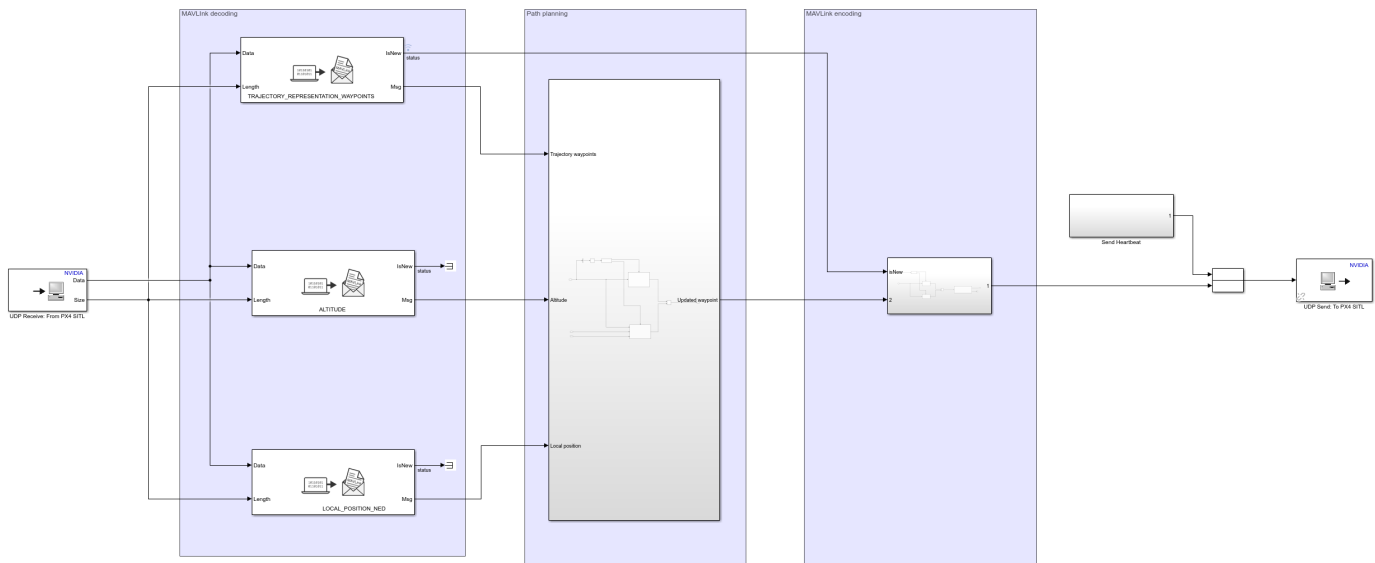 MAVLInk decoding
Path planning
MAVLink encoding
Data
IsNew
status
Length
Msg
TRAJECTORY_REPRESENTATION_WAYPOINTS
Trajectory waypoints
1
Send Heartbeat
NVIDIA
Data
Size
UDP Receive: From PX4 SITL
Data
IsNew
status
Length
Msg
ALTITUDE
Altitude
Updated waypoint
isNew
2
1
NVIDIA
UDP Send: To PX4 SITL
Local position
Data
IsNew
status
Length
Msg
LOCAL_POSITION_NED